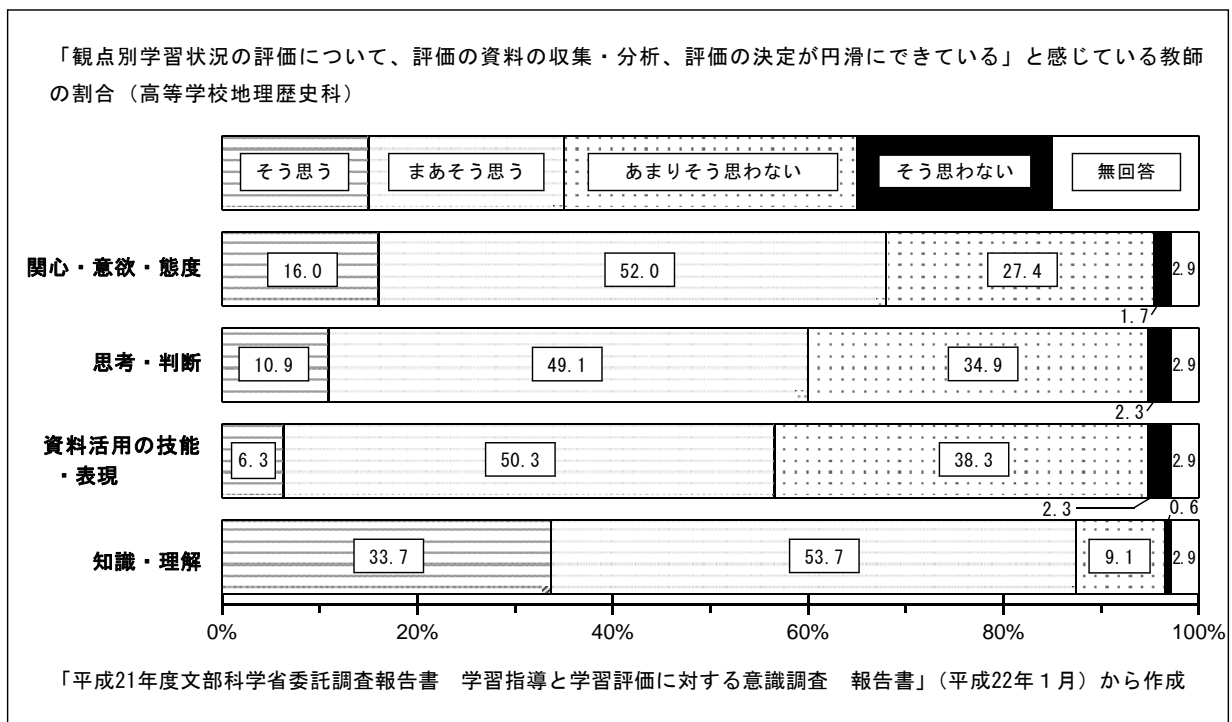 「観点別学習状況の評価について、評価の資料の収集・分析、評価の決定が円滑にできている」と感じている教師
の割合（高等学校地理歴史科）
そう思う まあそう思う あまりそう思わない そう思わない 無回答
関心・意欲・態度 16.0 52.0 27.4 2.9
1.7
思考・判断 10.9 49.1 34.9 2.9
2.3
資料活用の技能
・表現
6.3 50.3 38.3 2.9
2.3 0.6
知識・理解 33.7 53.7 9.1 2.9
0% 20% 40% 60% 80% 100%
「平成21年度文部科学省委託調査報告書　学習指導と学習評価に対する意識調査　報告書」（平成22年１月）から作成